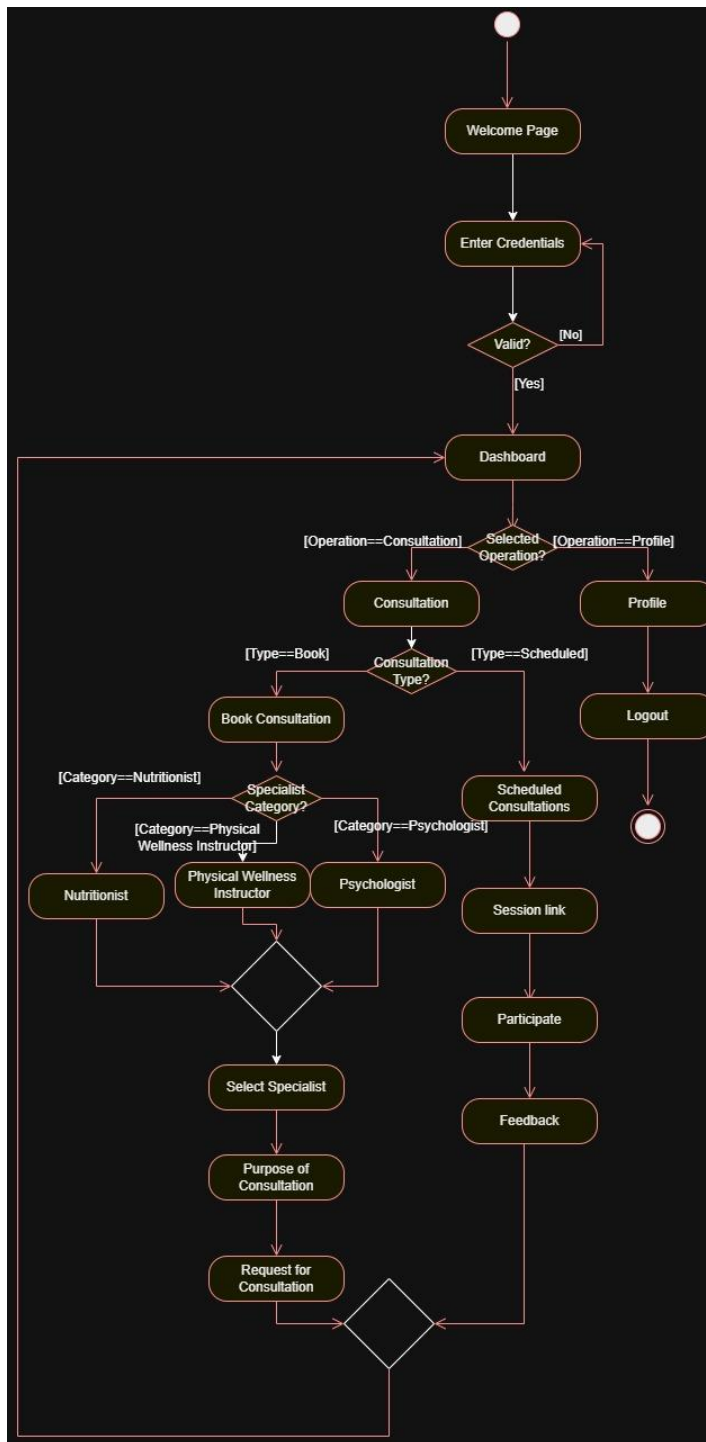 Welcome Page
Enter Credentials
Valid?
[No]
[Yes]
Dashboard
[Operation==Consultation]
Selected
Operation?
[Operation==Profile]
Consultation
Profile
[Type==Book]
Consultation
Type?
[Type==Scheduled]
Book Consultation
Logout
[Category==Nutritionist]
Specialist
Category?
Scheduled
Consultations
[Category==Physical
Wellness Instructor]
[Category==Psychologist]
Nutritionist
Physical Wellness
Instructor
Psychologist
Session link
Participate
Select Specialist
Feedback
Purpose of
Consultation
Request for
Consultation